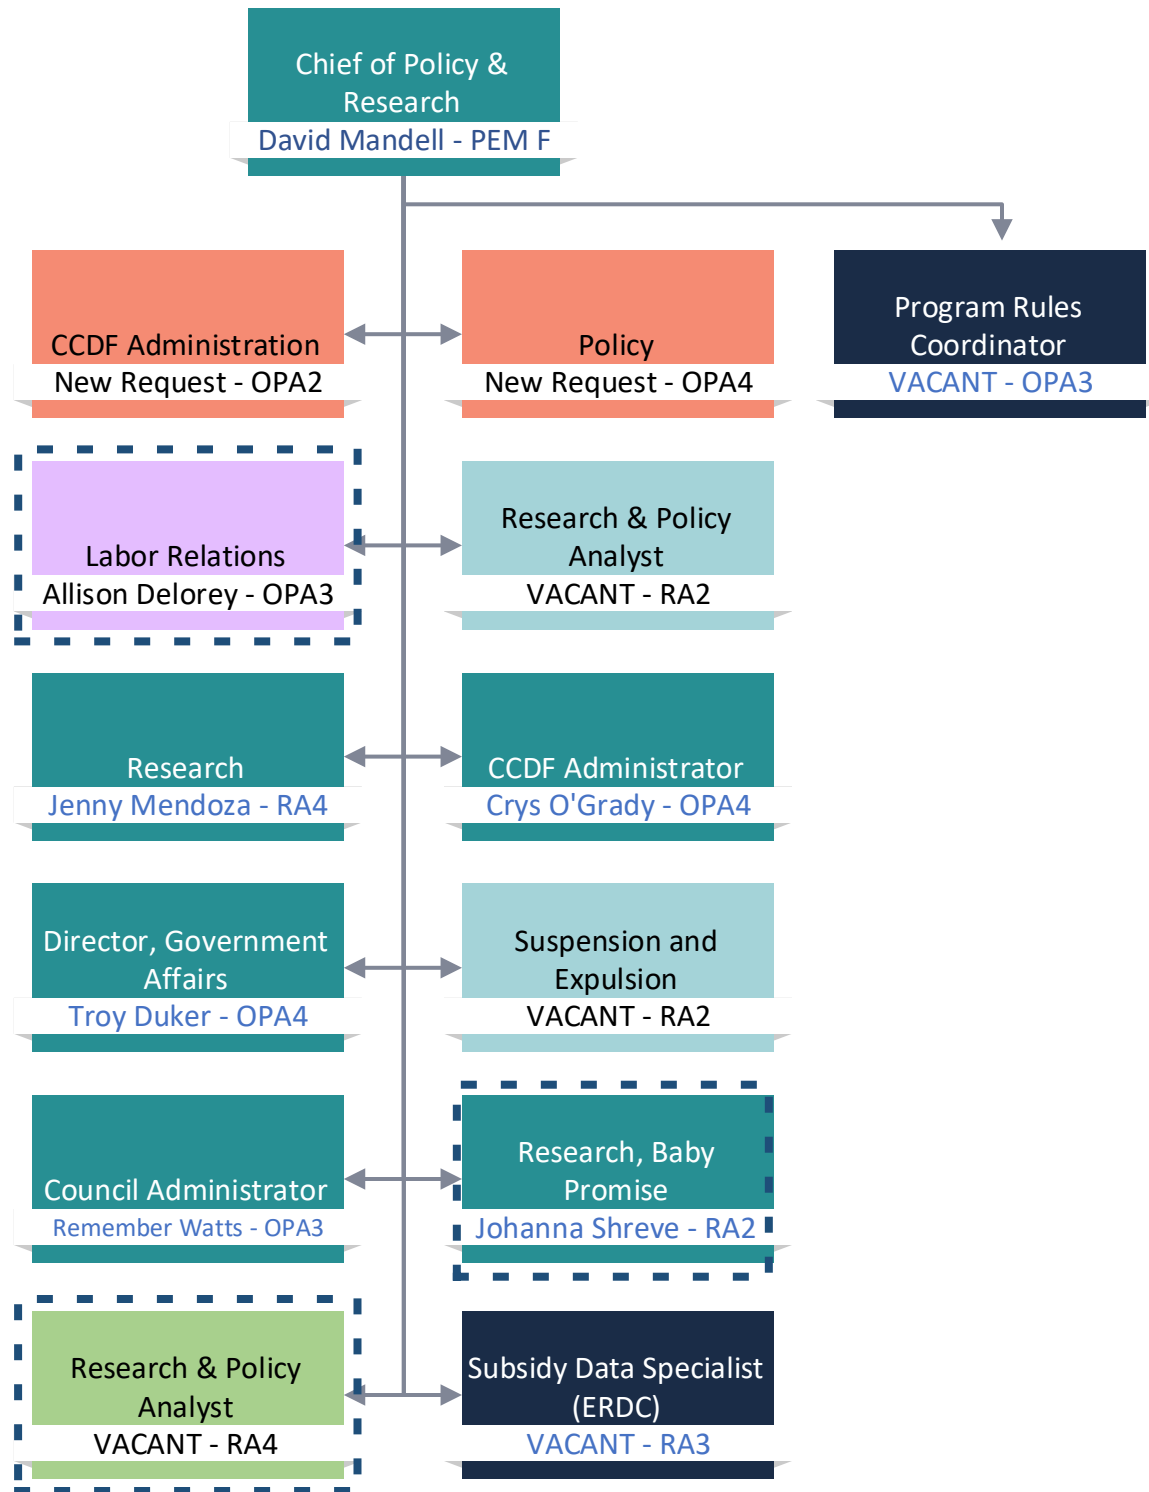 Chief of Policy &
Research
David Mandell - PEM F
CCDF Administration
New Request - OPA2
Policy
New Request - OPA4
Program Rules
Coordinator
VACANT - OPA3
Labor Relations
Allison Delorey - OPA3
Research & Policy
Analyst
VACANT - RA2
Research
Jenny Mendoza - RA4
CCDF Administrator
Crys O'Grady - OPA4
Director, Government
Affairs
Troy Duker - OPA4
Suspension and
Expulsion
VACANT - RA2
Council Administrator
Remember Watts - OPA3
Research, Baby
Promise
Johanna Shreve - RA2
Research & Policy
Analyst
VACANT - RA4
Subsidy Data Specialist
(ERDC)
VACANT - RA3